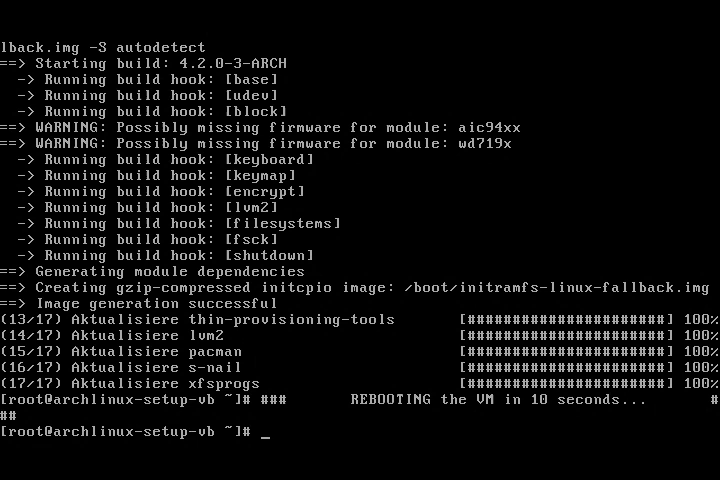 lback.img -S autodetect
==> Starting build: 4.2.0-3-ARCH
  -> Running build hook: [base]
  -> Running build hook: [udev]
  -> Running build hook: [block]
==> WARNING: Possibly missing firmware for module: aic94xx
==> WARNING: Possibly missing firmware for module: wd719x
  -> Running build hook: [keyboard]
  -> Running build hook: [keymap]
  -> Running build hook: [encrypt]
  -> Running build hook: [lvm2]
  -> Running build hook: [filesystems]
  -> Running build hook: [fsck]
  -> Running build hook: [shutdown]
==> Generating module dependencies
==> Creating gzip-compressed initcpio image: /boot/initramfs-linux-fallback.img
==> Image generation successful
(13/17) Aktualisiere thin-provisioning-tools       [######################] 100%
(14/17) Aktualisiere lvm2                          [######################] 100%
(15/17) Aktualisiere pacman                        [######################] 100%
(16/17) Aktualisiere s-nail                        [######################] 100%
(17/17) Aktualisiere xfsprogs                      [######################] 100%
[root@archlinux-setup-vb ~]# ###       REBOOTING the VM in 10 seconds...       #
##
[root@archlinux-setup-vb ~]# _